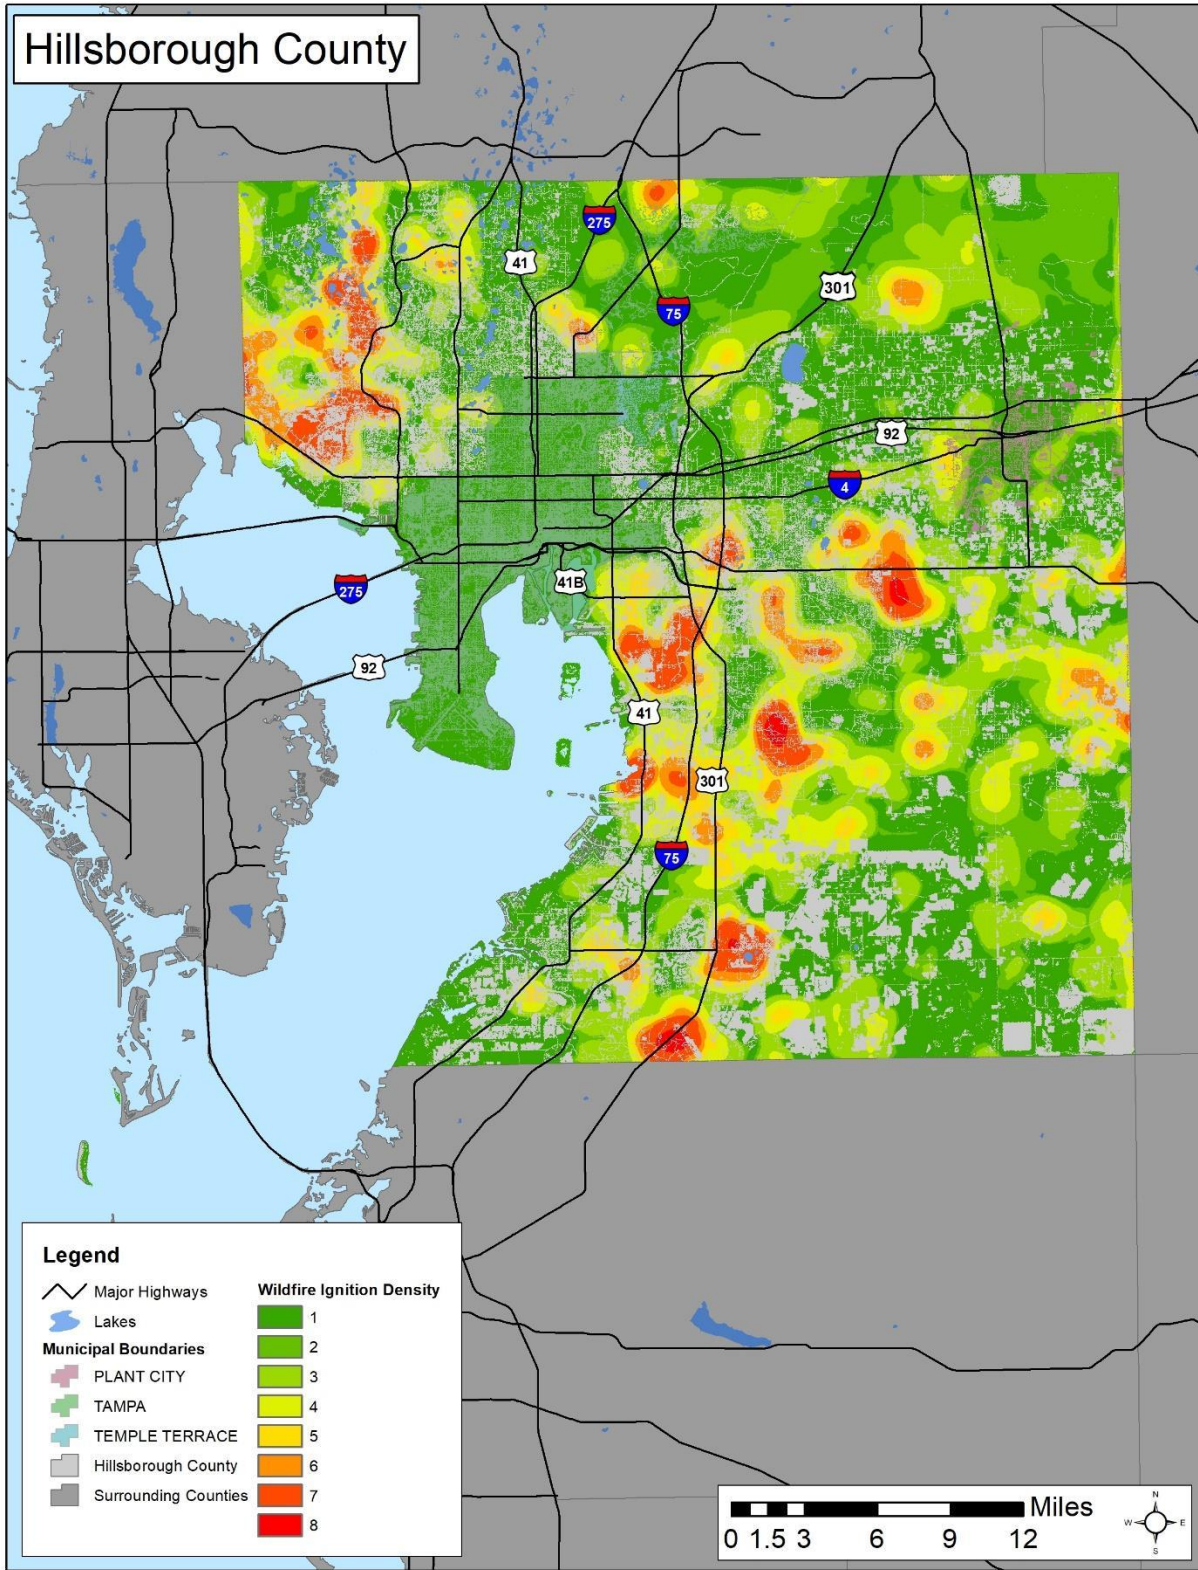 Hillsborough County
275
41
301
75
92
4
41B
275
92
41
301
75
Legend
Major Highways
Lakes
Municipal Boundaries
PLANT CITY
TAMPA
TEMPLE TERRACE
Hillsborough County
Surrounding Counties
Wildfire Ignition Density
1
2
3
4
5
6
7
8
Miles
0 1.5 3 6 9 12
N
W E
S